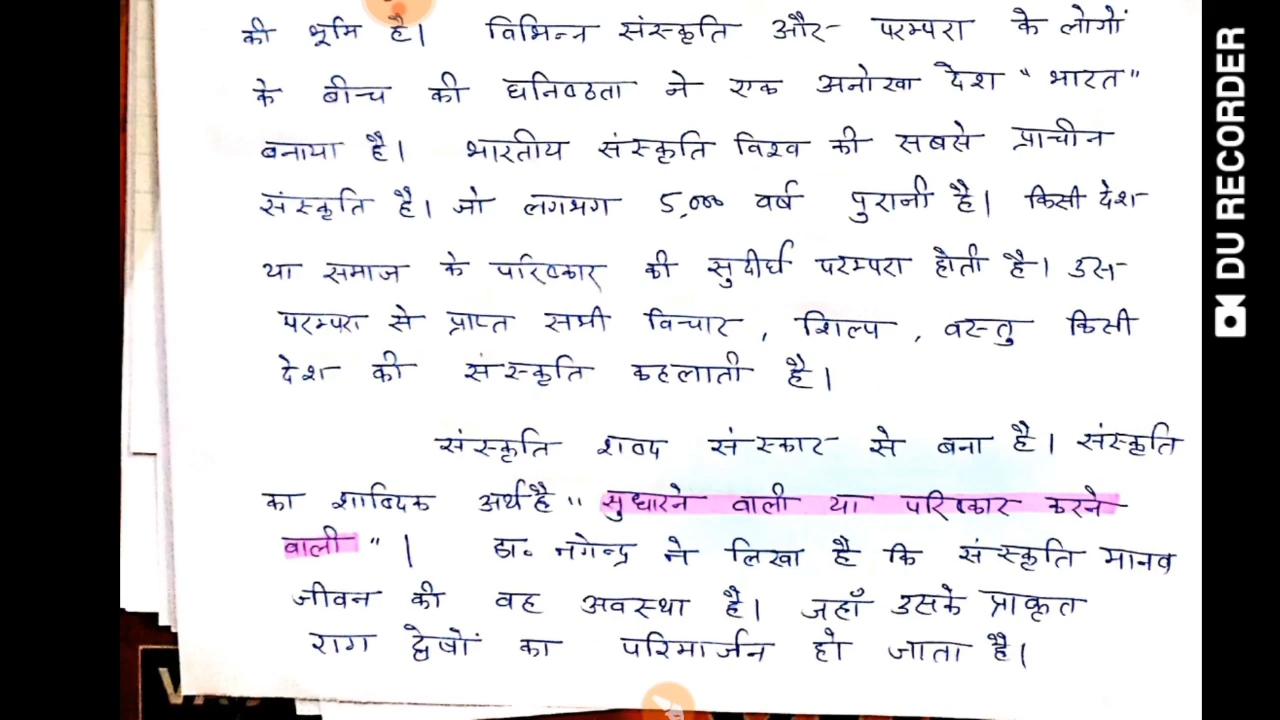 की भूमि है। विभिन्न संस्कृति और परम्परा के लोगों
के बीच की घनिष्ठता ने एक अनोखा देश "भारत"
बनाया है। भारतीय संस्कृति विश्व की सबसे प्राचीन
संस्कृति है। जो लगभग 5,000 वर्ष पुरानी है। किसी देश
या समाज के परिष्कार की सुदीर्घ परम्परा होती है। उस
परम्परा से प्राप्त सभी विचार, शिल्प, वस्तु किसी
देश की संस्कृति कहलाती है।
संस्कृति शब्द संस्कार से बना है। संस्कृति
का शाब्दिक अर्थ है "सुधारने वाली या परिष्कार करने
वाली"। डा. नगेन्द्र ने लिखा है कि संस्कृति मानव
जीवन की वह अवस्था है। जहाँ उसके प्राकृत
राग द्वेषों का परिमार्जन हो जाता है।
DU RECORDER